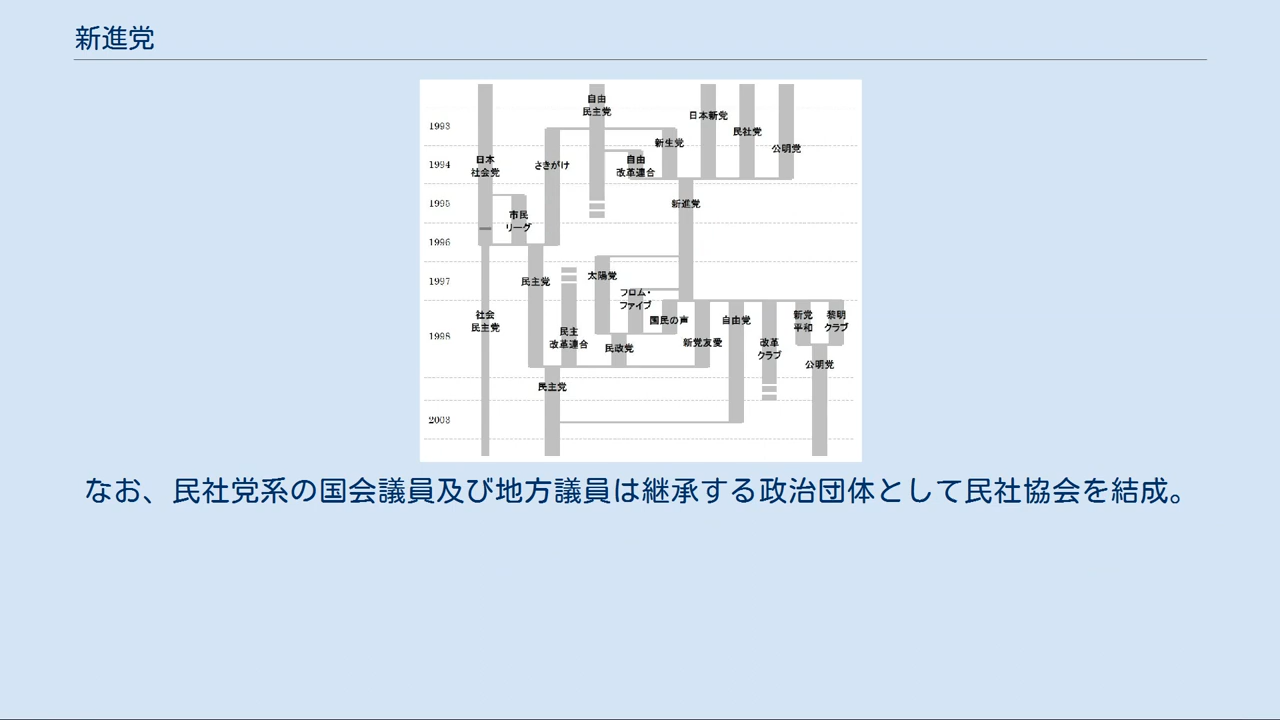 新進党
自由
民主党
日本新党
1993
民社党
新生党
公明党
日本
社会党
さきがけ
自由
改革連合
1994
1995
新進党
市民
リーグ
1996
1997
民主党
太陽党
フロム・
ファイブ
社会
民主党
国民の声
自由党
新党
平和
黎明
クラブ
1998
民主
改革連合
民政党
新党友愛
改革
クラブ
公明党
民主党
2003
なお、民社党系の国会議員及び地方議員は継承する政治団体として民社協会を結成。